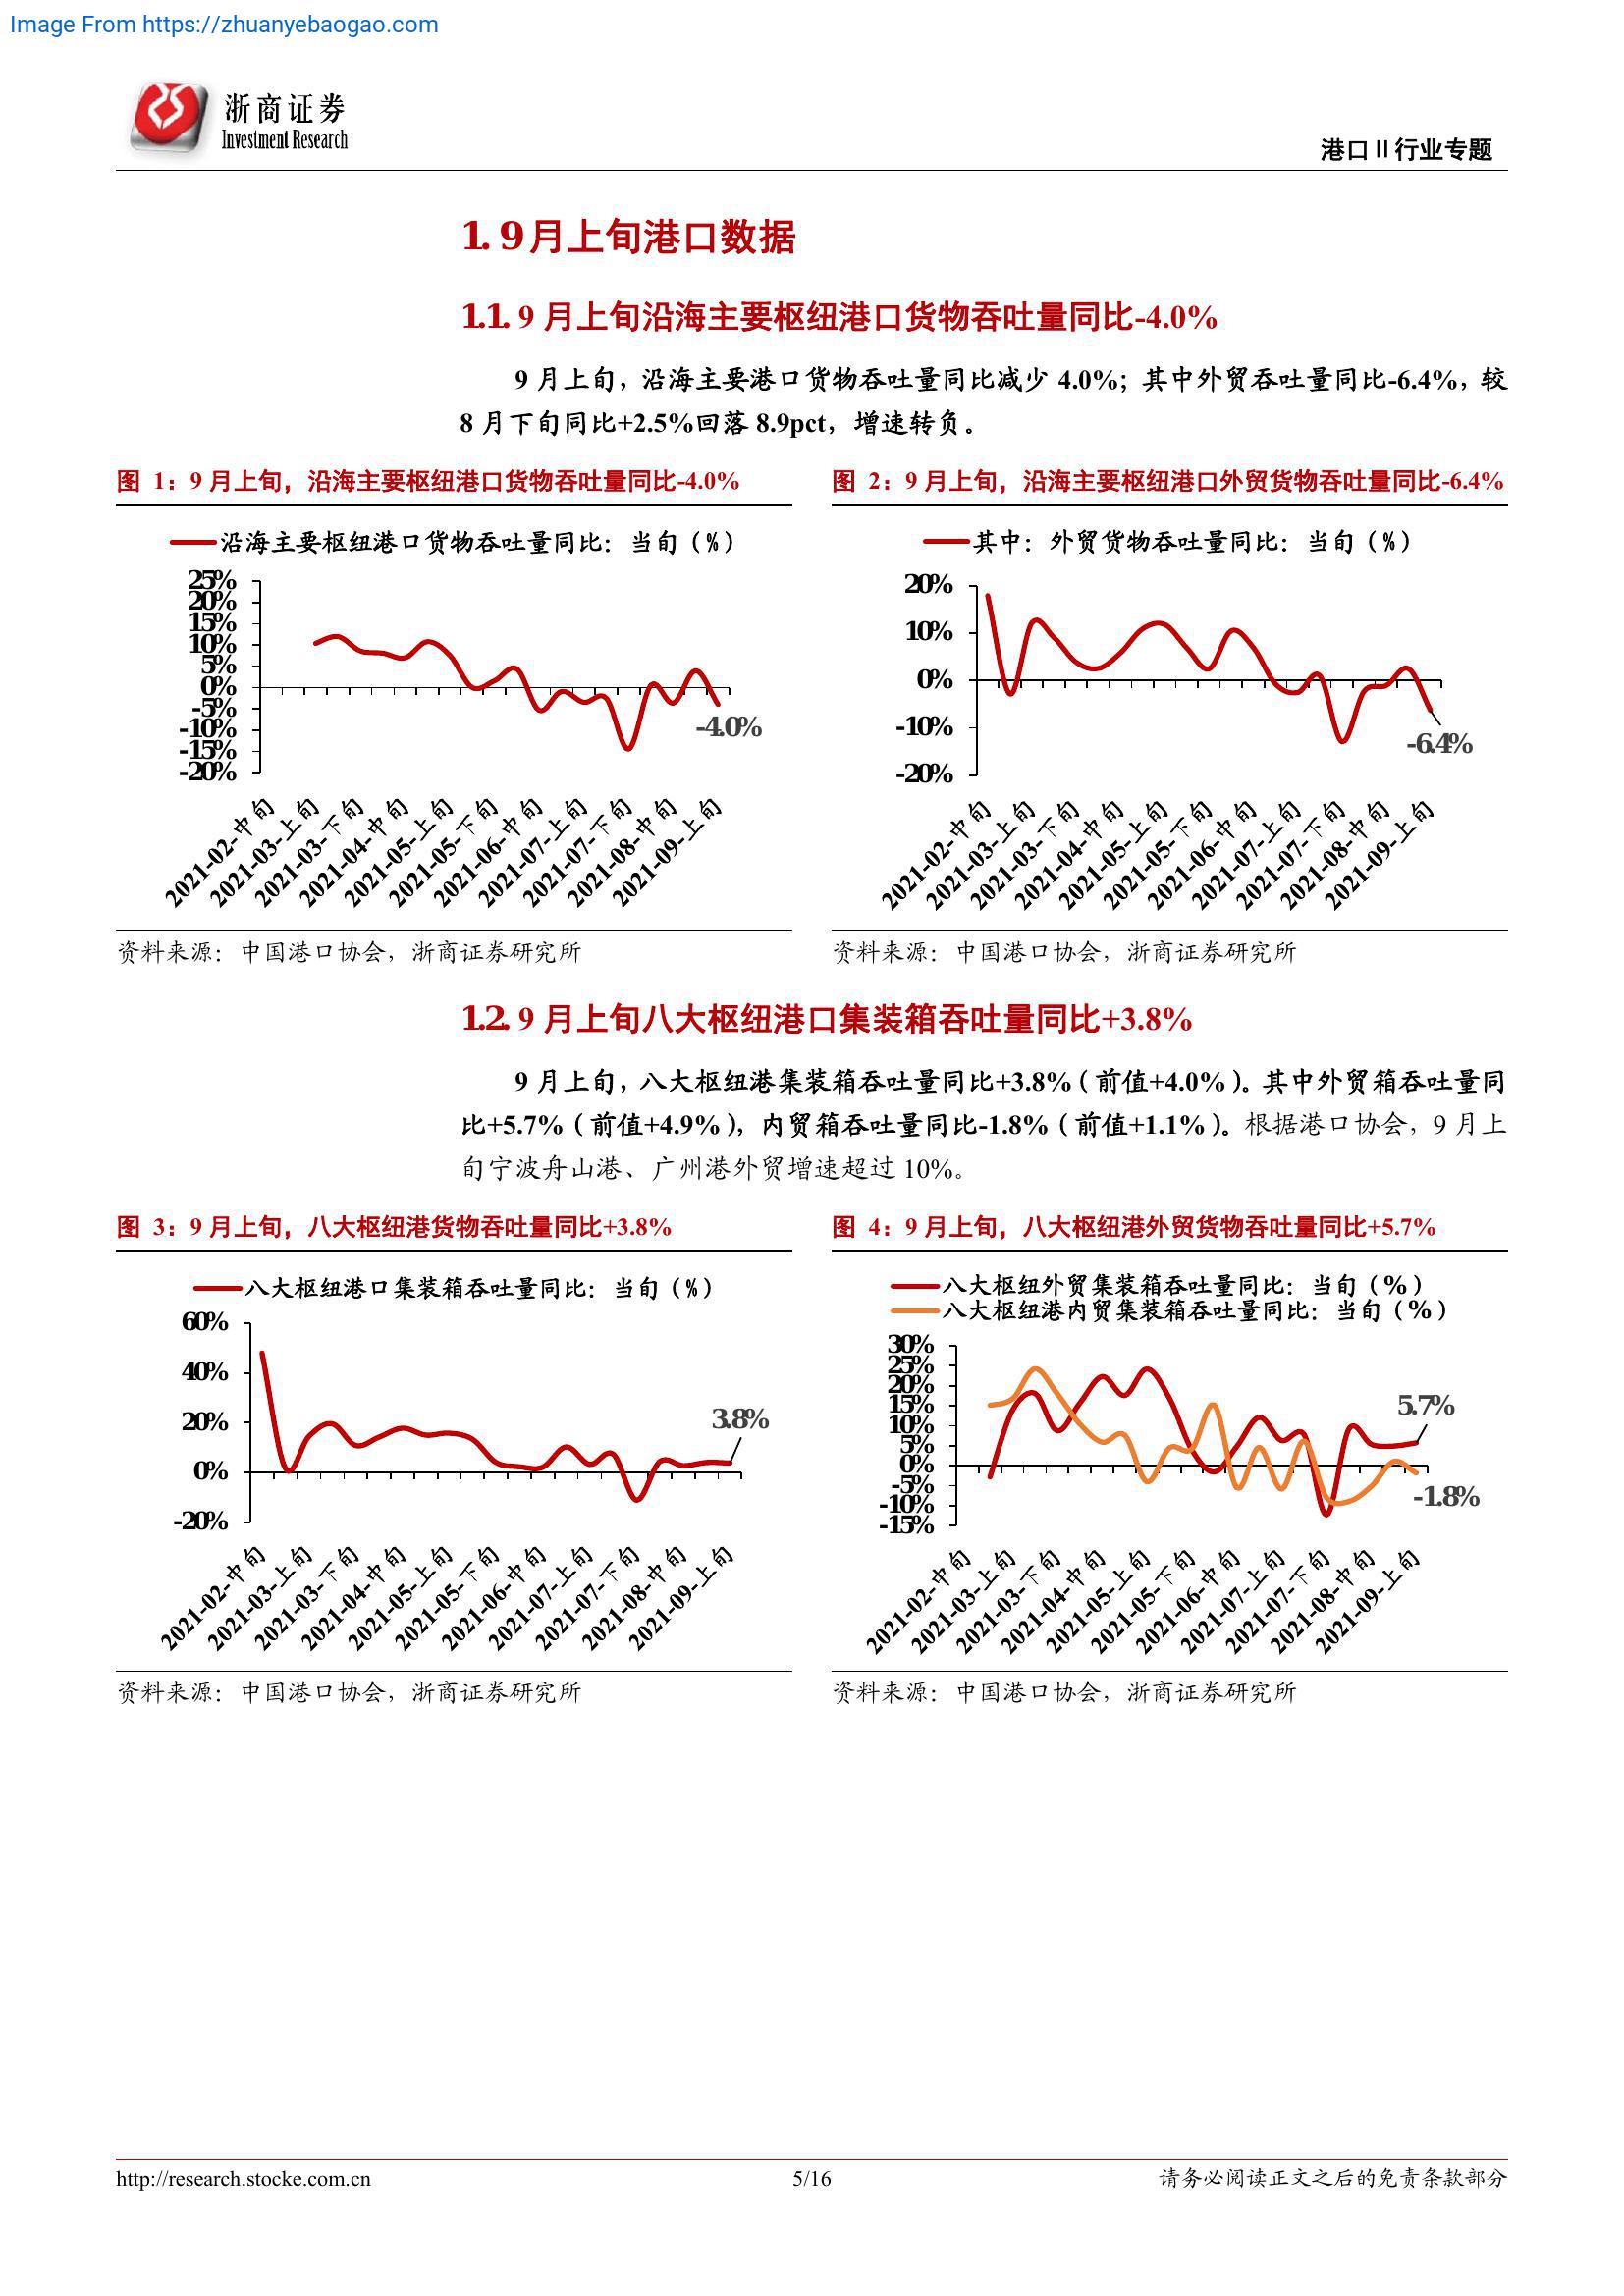 Image From https://zhuanyebaogao.com
浙商证券
Investment Research
港口Ⅱ行业专题
1. 9月上旬港口数据
1.1. 9 月上旬沿海主要枢纽港口货物吞吐量同比-4.0%
9 月上旬，沿海主要港口货物吞吐量同比减少 4.0%；其中外贸吞吐量同比-6.4%，较
8 月下旬同比+2.5%回落 8.9pct，增速转负。
图 1：9 月上旬，沿海主要枢纽港口货物吞吐量同比-4.0%
沿海主要枢纽港口货物吞吐量同比：当旬（%）
25%
20%
15%
10%
5%
0%
-5%
-10%
-15%
-20%
-4.0%
2021-02-中旬
2021-03-上旬
2021-03-下旬
2021-04-中旬
2021-05-上旬
2021-05-下旬
2021-06-中旬
2021-07-上旬
2021-07-下旬
2021-08-中旬
2021-09-上旬
资料来源：中国港口协会，浙商证券研究所
图 2：9 月上旬，沿海主要枢纽港口外贸货物吞吐量同比-6.4%
其中：外贸货物吞吐量同比：当旬（%）
20%
10%
0%
-10%
-20%
-6.4%
2021-02-中旬
2021-03-上旬
2021-03-下旬
2021-04-中旬
2021-05-上旬
2021-05-下旬
2021-06-中旬
2021-07-上旬
2021-07-下旬
2021-08-中旬
2021-09-上旬
资料来源：中国港口协会，浙商证券研究所
1.2. 9 月上旬八大枢纽港口集装箱吞吐量同比+3.8%
9 月上旬，八大枢纽港集装箱吞吐量同比+3.8%（前值+4.0%）。其中外贸箱吞吐量同
比+5.7%（前值+4.9%），内贸箱吞吐量同比-1.8%（前值+1.1%）。根据港口协会，9 月上
旬宁波舟山港、广州港外贸增速超过 10%。
图 3：9 月上旬，八大枢纽港货物吞吐量同比+3.8%
八大枢纽港口集装箱吞吐量同比：当旬（%）
60%
40%
20%
0%
-20%
3.8%
2021-02-中旬
2021-03-上旬
2021-03-下旬
2021-04-中旬
2021-05-上旬
2021-05-下旬
2021-06-中旬
2021-07-上旬
2021-07-下旬
2021-08-中旬
2021-09-上旬
资料来源：中国港口协会，浙商证券研究所
图 4：9 月上旬，八大枢纽港外贸货物吞吐量同比+5.7%
八大枢纽外贸集装箱吞吐量同比：当旬（%）
八大枢纽港内贸集装箱吞吐量同比：当旬（%）
30%
25%
20%
15%
10%
5%
0%
-5%
-10%
-15%
5.7%
-1.8%
2021-02-中旬
2021-03-上旬
2021-03-下旬
2021-04-中旬
2021-05-上旬
2021-05-下旬
2021-06-中旬
2021-07-上旬
2021-07-下旬
2021-08-中旬
2021-09-上旬
资料来源：中国港口协会，浙商证券研究所
http://research.stocke.com.cn
5/16
请务必阅读正文之后的免责条款部分